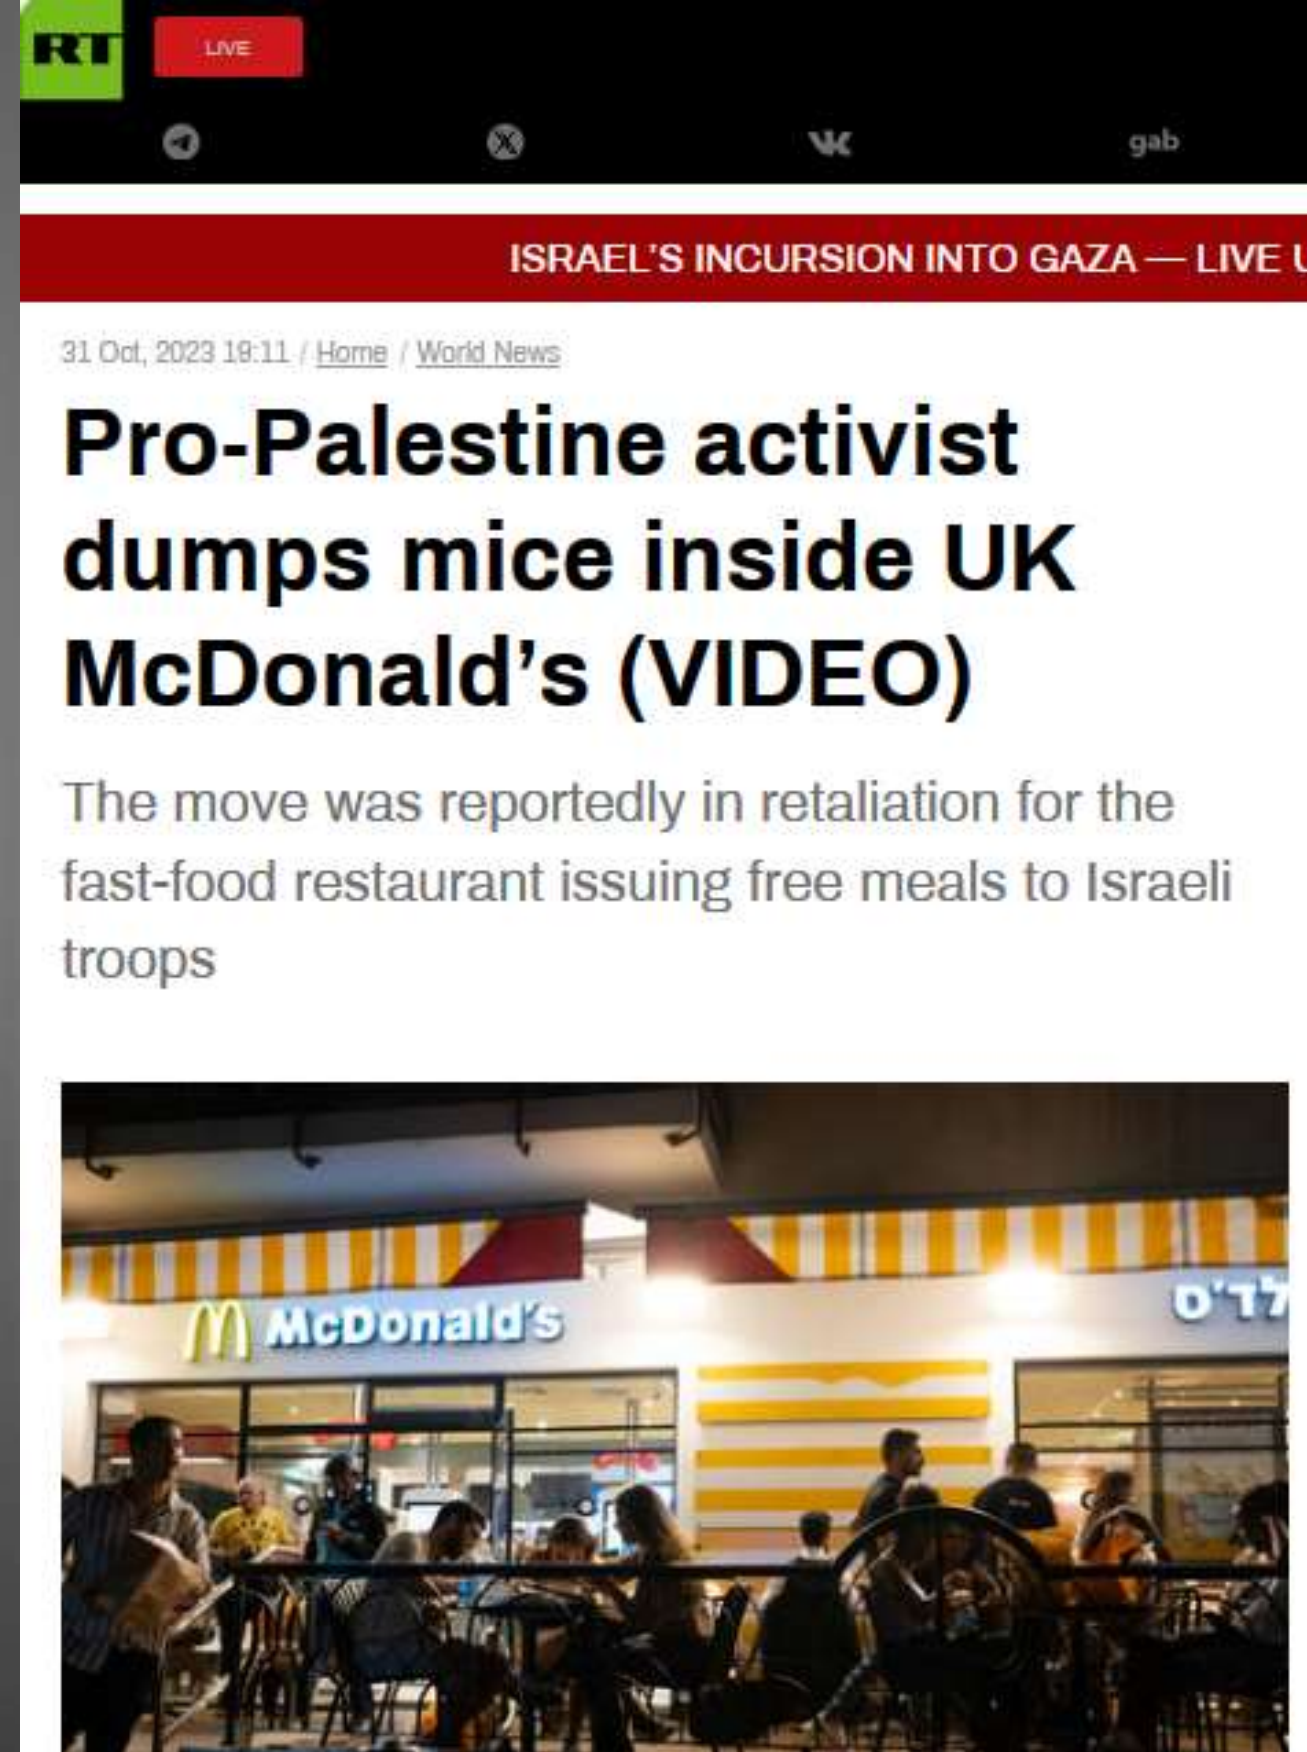 RT
LIVE
gab
ISRAEL'S INCURSION INTO GAZA — LIVE
31 Oct, 2023 19:11 / Home / World News
Pro-Palestine activist
dumps mice inside UK
McDonald's (VIDEO)
The move was reportedly in retaliation for the
fast-food restaurant issuing free meals to Israeli
troops
McDonald's
לד'ס